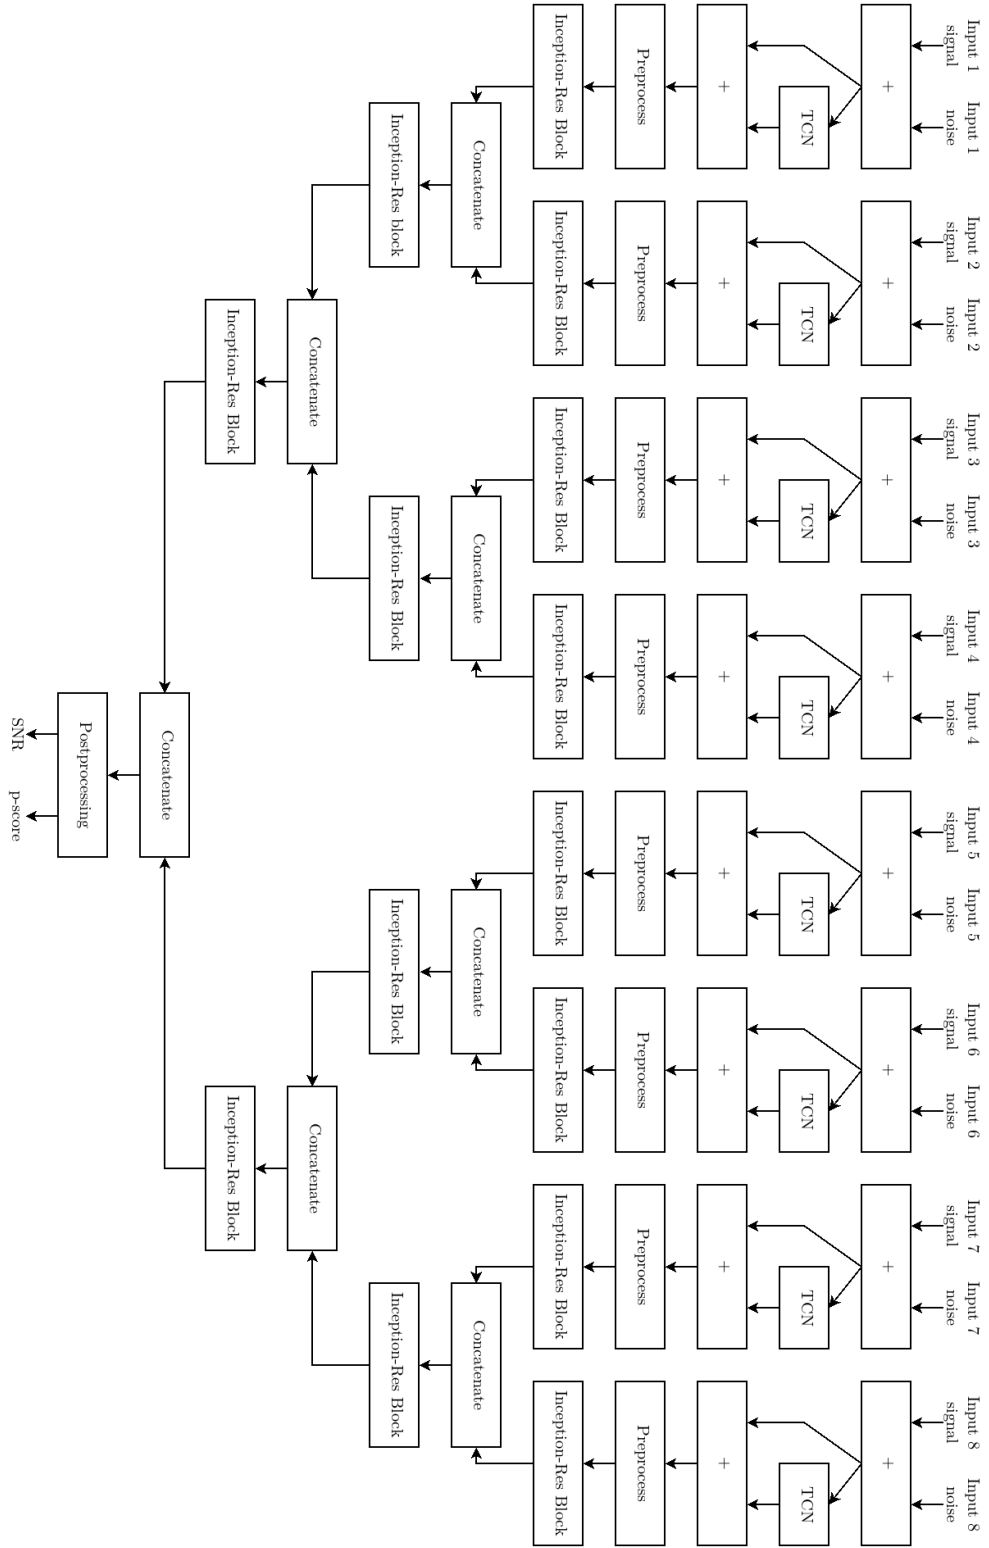 Input 1
signal
Input 1
noise
Input 2
signal
Input 2
noise
Input 3
signal
Input 3
noise
Input 4
signal
Input 4
noise
Input 5
signal
Input 5
noise
Input 6
signal
Input 6
noise
Input 7
signal
Input 7
noise
Input 8
signal
Input 8
noise
+
+
+
+
+
+
+
+
TCN
TCN
TCN
TCN
TCN
TCN
TCN
TCN
+
+
+
+
+
+
+
+
Preprocess
Preprocess
Preprocess
Preprocess
Preprocess
Preprocess
Preprocess
Preprocess
Inception-Res Block
Inception-Res Block
Inception-Res Block
Inception-Res Block
Inception-Res Block
Inception-Res Block
Inception-Res Block
Inception-Res Block
Concatenate
Concatenate
Concatenate
Concatenate
Inception-Res block
Inception-Res Block
Inception-Res Block
Inception-Res Block
Concatenate
Concatenate
Inception-Res Block
Inception-Res Block
Concatenate
Postprocessing
SNR
p-score